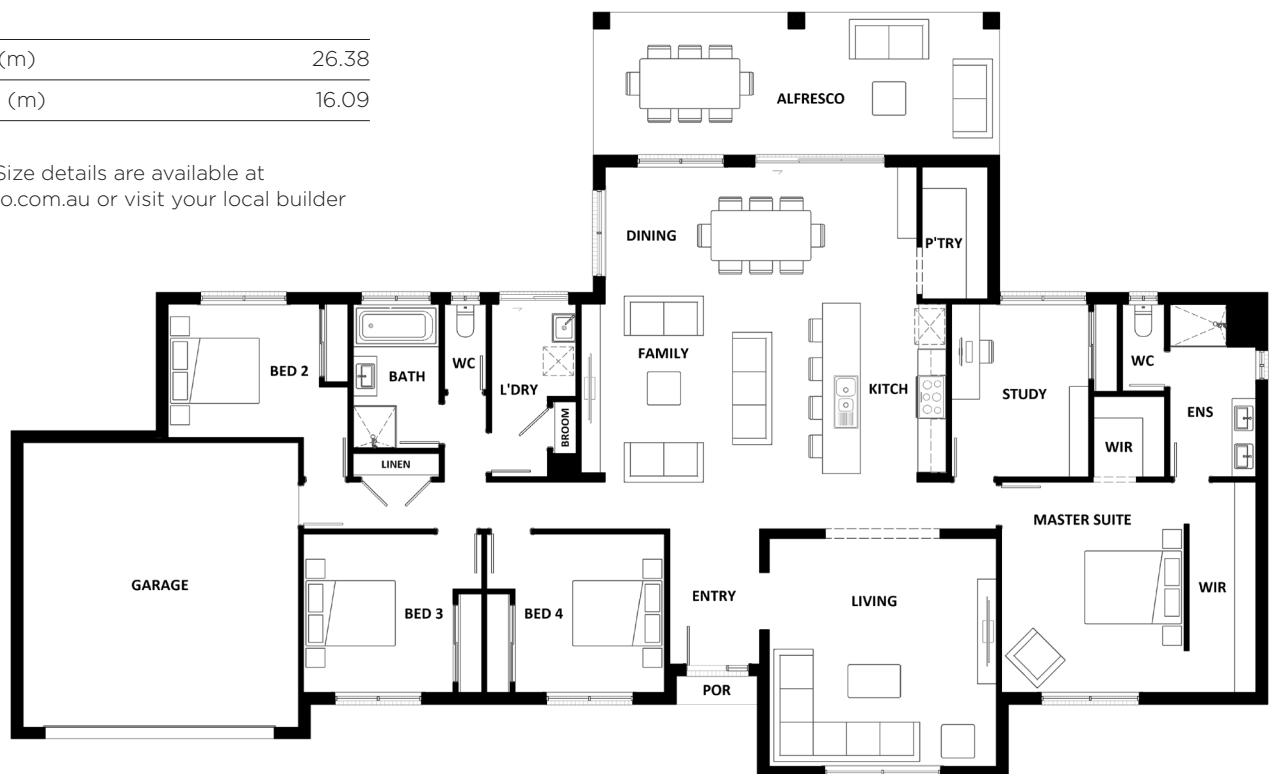 (m) 26.38
(m) 16.09
Size details are available at
o.com.au or visit your local builder
ALFRESCO
DINING
P'TRY
FAMILY
KITCH
STUDY
WC
ENS
WIR
BED 2
BATH
WC
L'DRY
BROOM
LINEN
MASTER SUITE
GARAGE
BED 3
BED 4
ENTRY
LIVING
WIR
POR